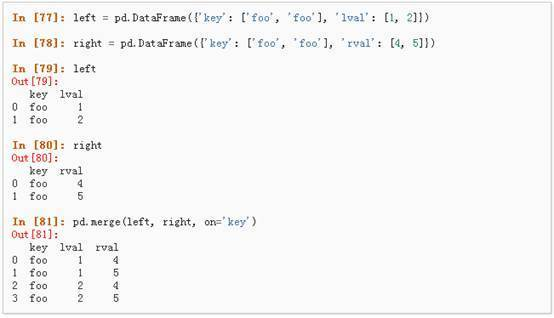 In [77]: left = pd.DataFrame({'key': ['foo', 'foo'], 'lval': [1, 2]})
In [78]: right = pd.DataFrame({'key': ['foo', 'foo'], 'rval': [4, 5]})
In [79]: left
Out[79]:
   key  lval
0  foo     1
1  foo     2
In [80]: right
Out[80]:
   key  rval
0  foo     4
1  foo     5
In [81]: pd.merge(left, right, on='key')
Out[81]:
   key  lval  rval
0  foo     1     4
1  foo     1     5
2  foo     2     4
3  foo     2     5